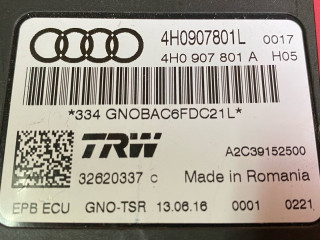 4H0907801L 0017
4H0 907 801 A H05
*334 GNOBAC6FDC21L*
TRW A2C39152500
32620337 C Made in Romania
EPB ECU GNO-TSR 13.06.16 0001 0221